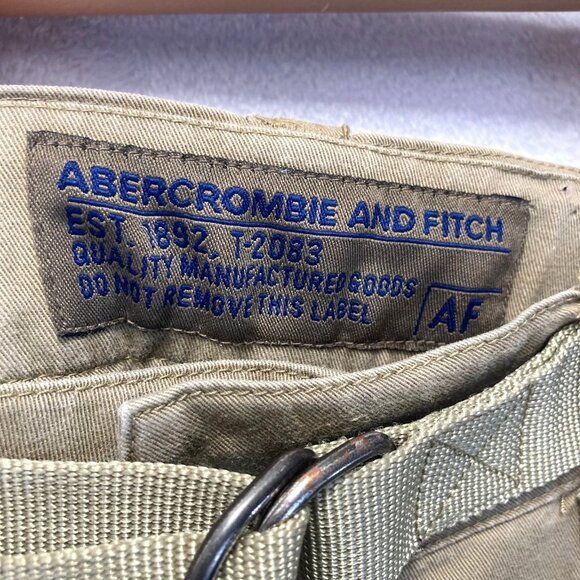 ABERCROMBIE AND FITCH
EST. 1892. T-2083
QUALITY MANUFACTURED GOODS
DO NOT REMOVE THIS LABEL
AF